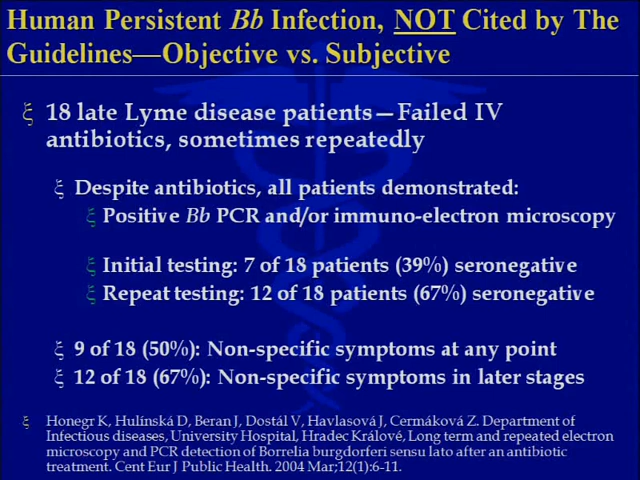 Human Persistent Bb Infection, NOT Cited by The
Guidelines—Objective vs. Subjective
ξ 18 late Lyme disease patients—Failed IV
antibiotics, sometimes repeatedly
ξ Despite antibiotics, all patients demonstrated:
ξ Positive Bb PCR and/or immuno-electron microscopy
ξ Initial testing: 7 of 18 patients (39%) seronegative
ξ Repeat testing: 12 of 18 patients (67%) seronegative
ξ 9 of 18 (50%): Non-specific symptoms at any point
ξ 12 of 18 (67%): Non-specific symptoms in later stages
ξ Honegr K, Hulínská D, Beran J, Dostál V, Havlasová J, Cermáková Z. Department of
Infectious diseases, University Hospital, Hradec Králové, Long term and repeated electron
microscopy and PCR detection of Borrelia burgdorferi sensu lato after an antibiotic
treatment. Cent Eur J Public Health. 2004 Mar;12(1):6-11.